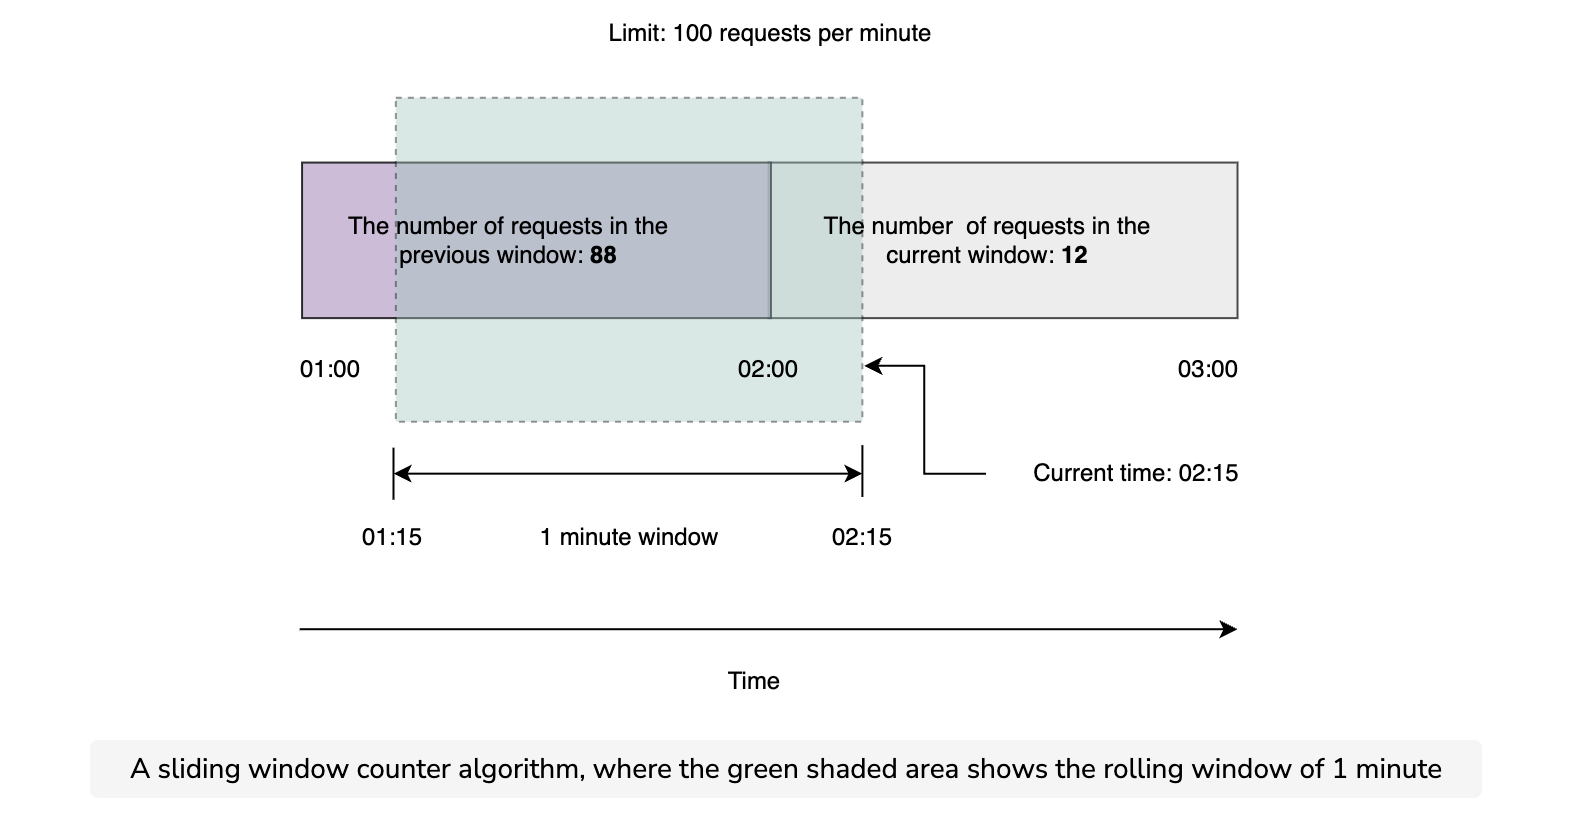 Limit: 100 requests per minute
The number of requests in the
previous window: 88
The number  of requests in the
current window: 12
01:00
02:00
03:00
Current time: 02:15
01:15
1 minute window
02:15
Time
A sliding window counter algorithm, where the green shaded area shows the rolling window of 1 minute